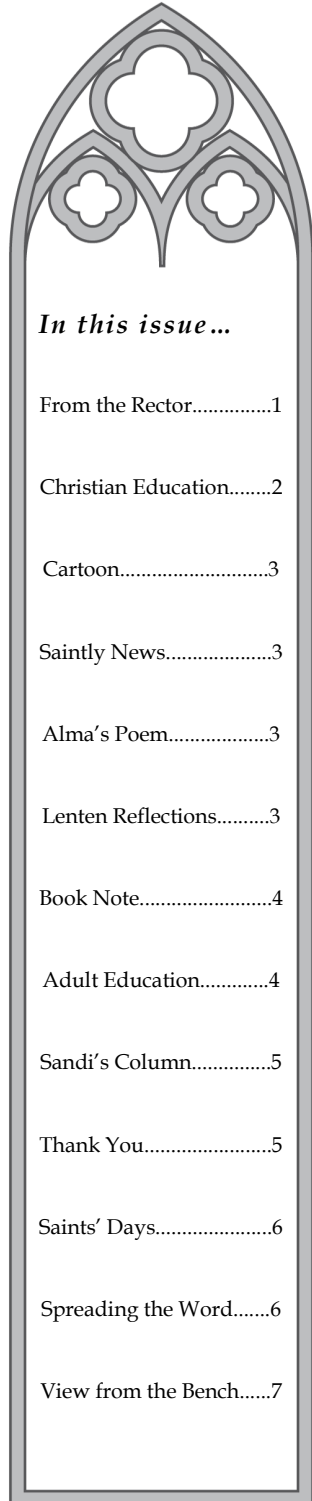 In this issue…
From the Rector...............1
Christian Education........2
Cartoon............................3
Saintly News....................3
Alma’s Poem...................3
Lenten Reflections..........3
Book Note.........................4
Adult Education.............4
Sandi’s Column...............5
Thank You.......................5
Saints’ Days......................6
Spreading the Word.......6
View from the Bench......7